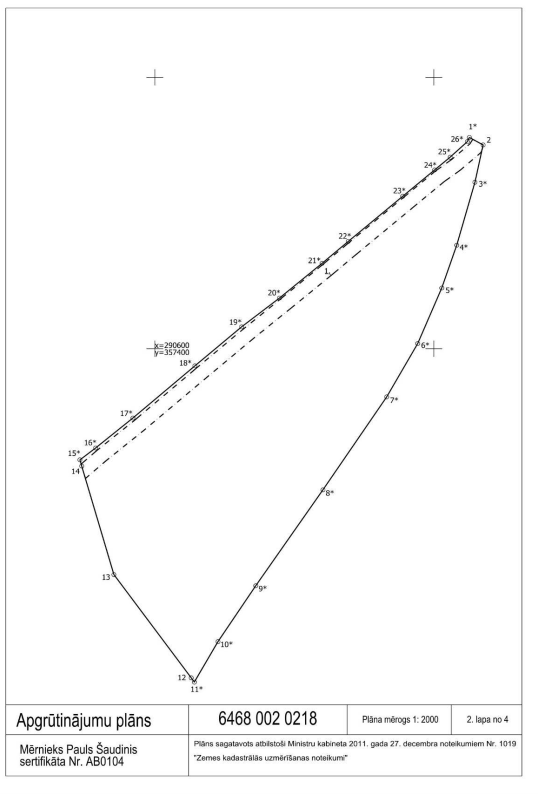 1*
26*
2
25*
24*
3*
23*
22*
4*
21*
1.
5*
20*
19*
x=290600
y=357400
6*
18*
7*
17*
16*
15*
14
8*
13
9*
10*
12
11*
Apgrūtinājumu plāns
6468 002 0218
Plāna mērogs 1: 2000
2. lapa no 4
Mērnieks Pauls Šaudinis
sertifikāta Nr. AB0104
Plāns sagatavots atbilstoši Ministru kabineta 2011. gada 27. decembra noteikumiem Nr. 1019
"Zemes kadastrālās uzmērīšanas noteikumi"